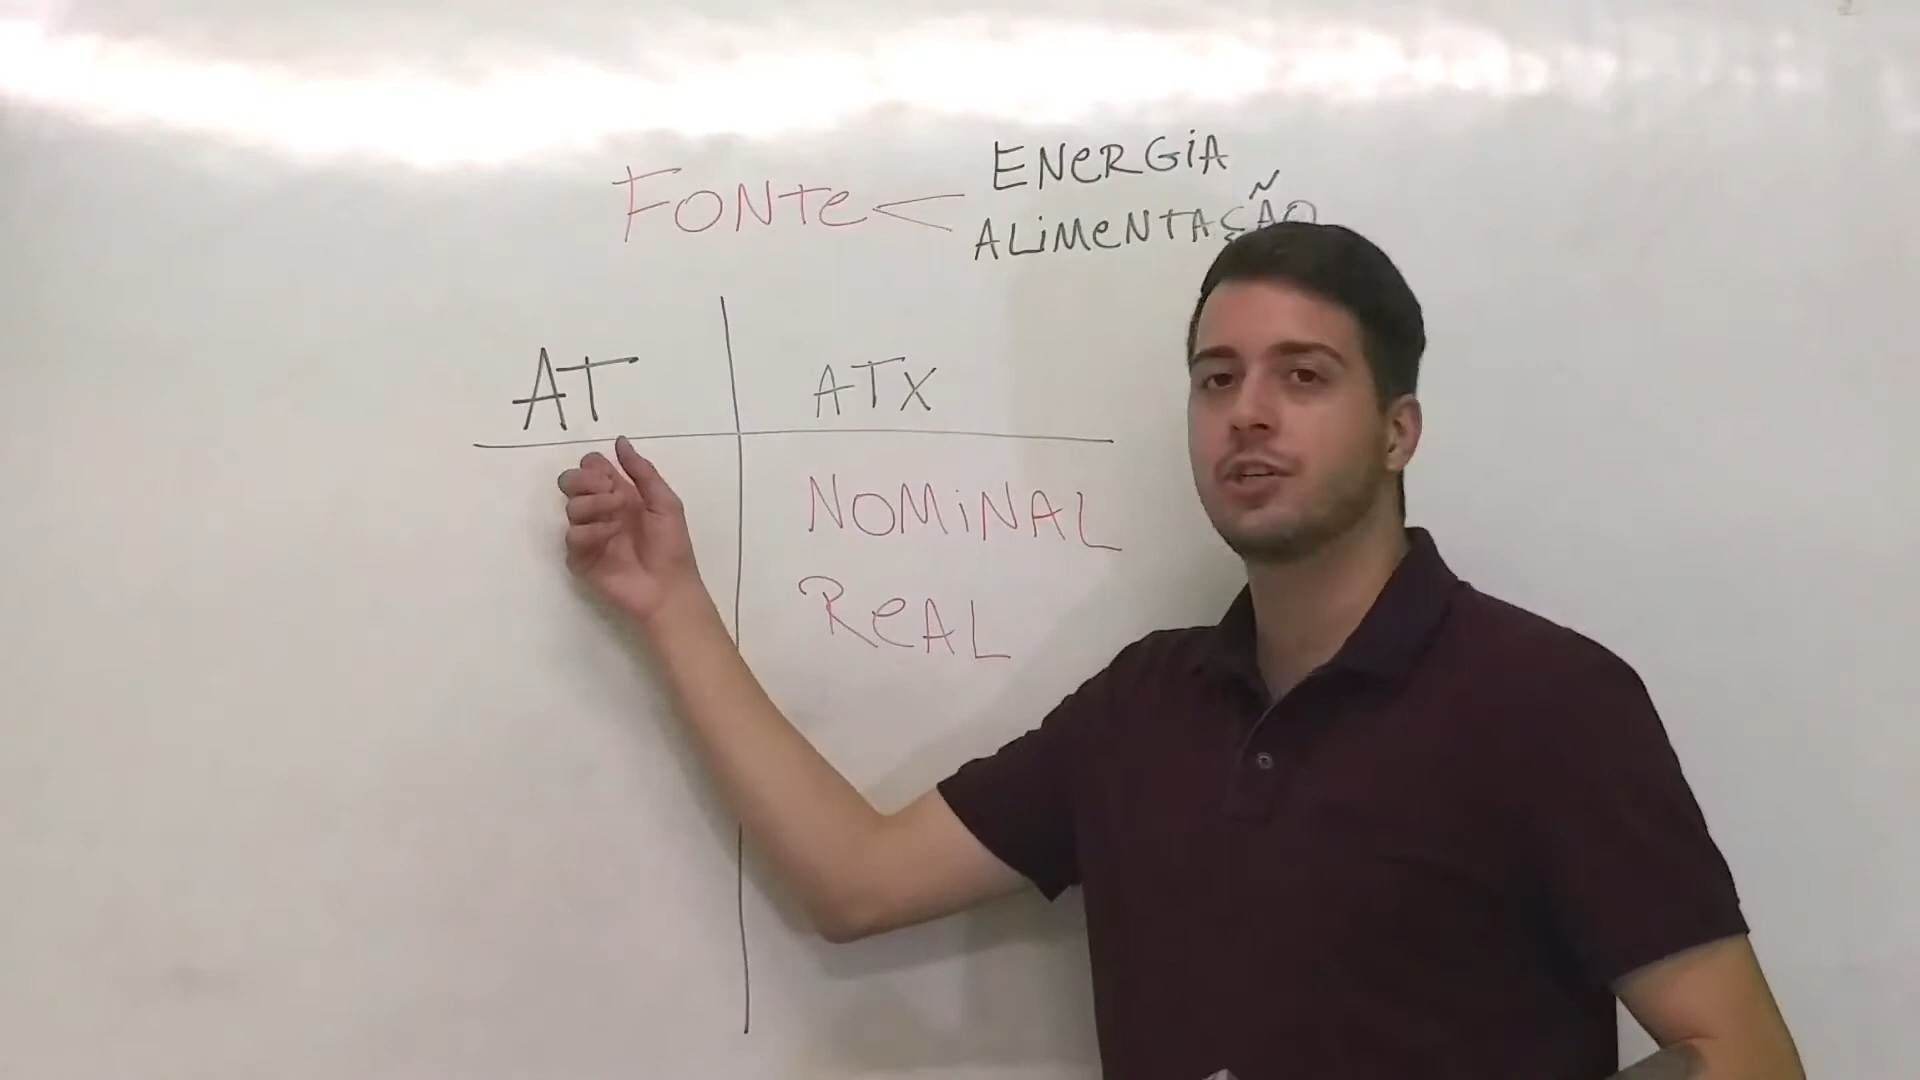 FONTe < ENeRGiA
ALiMeNTAÇÃO
AT ATX
NOMiNAL
ReAL